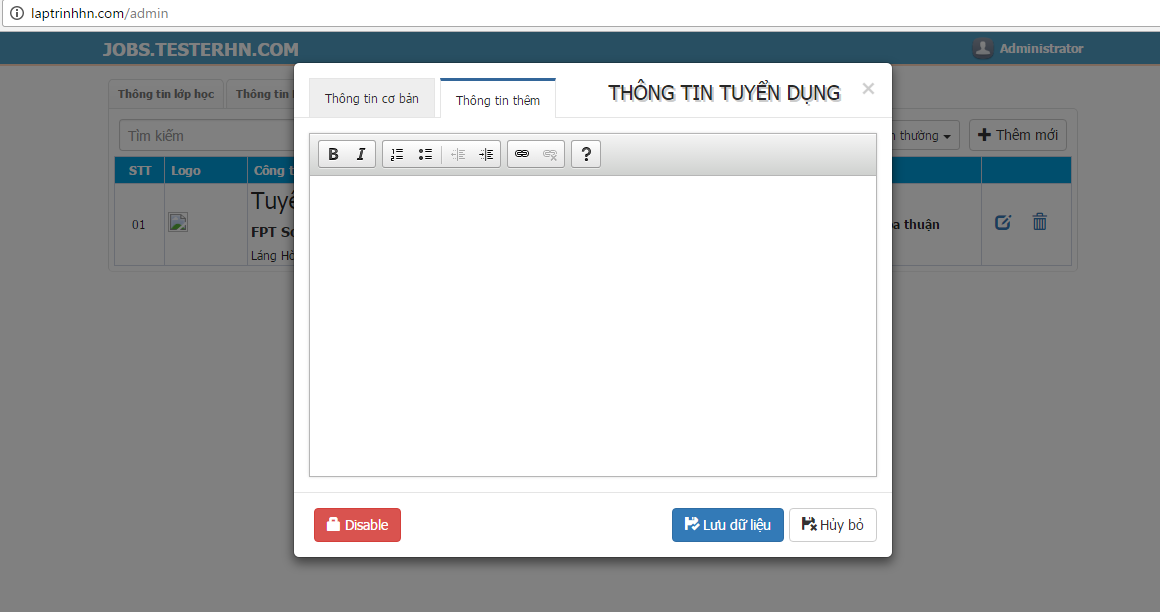 laptrinhhn.com/admin
JOBS.TESTERHN.COM
Administrator
Thông tin lớp học
Thông tin
Thông tin cơ bản
Thông tin thêm
THÔNG TIN TUYỂN DỤNG
×
Tìm kiếm
thường
Thêm mới
B I ?
STT Logo Công t
01
Tuyể
FPT So
Láng Hò
thuận
Disable
Lưu dữ liệu
Hủy bỏ